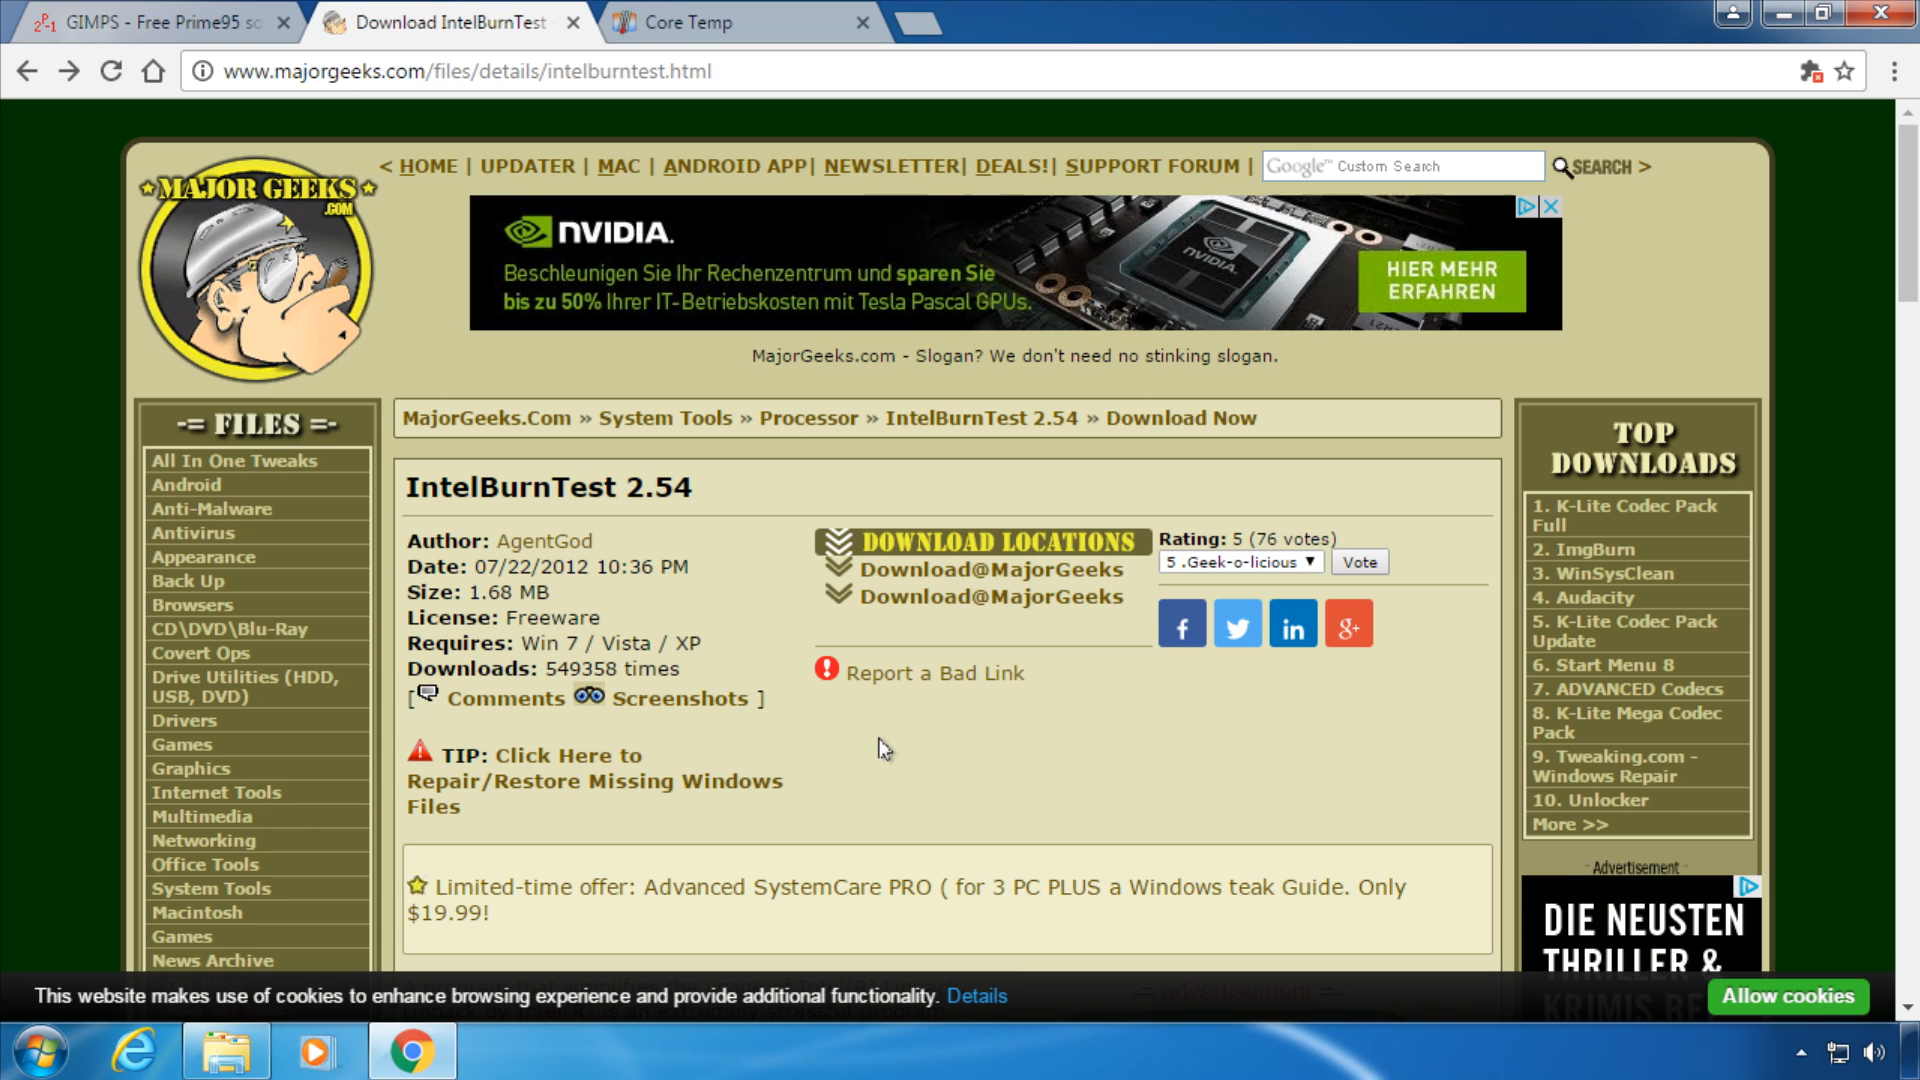 GIMPS - Free Prime95 so
Download IntelBurnTest
Core Temp
www.majorgeeks.com/files/details/intelburntest.html
MAJOR GEEKS
.COM
< HOME | UPDATER | MAC | ANDROID APP| NEWSLETTER| DEALS!| SUPPORT FORUM |
Google™ Custom Search
SEARCH >
NVIDIA.
Beschleunigen Sie Ihr Rechenzentrum und sparen Sie
bis zu 50% Ihrer IT-Betriebskosten mit Tesla Pascal GPUs.
HIER MEHR
ERFAHREN
MajorGeeks.com - Slogan? We don't need no stinking slogan.
-= FILES =-
All In One Tweaks
Android
Anti-Malware
Antivirus
Appearance
Back Up
Browsers
CD\DVD\Blu-Ray
Covert Ops
Drive Utilities (HDD,
USB, DVD)
Drivers
Games
Graphics
Internet Tools
Multimedia
Networking
Office Tools
System Tools
Macintosh
Games
News Archive
MajorGeeks.Com » System Tools » Processor » IntelBurnTest 2.54 » Download Now
IntelBurnTest 2.54
Author: AgentGod
Date: 07/22/2012 10:36 PM
Size: 1.68 MB
License: Freeware
Requires: Win 7 / Vista / XP
Downloads: 549358 times
[ Comments Screenshots ]
TIP: Click Here to
Repair/Restore Missing Windows
Files
DOWNLOAD LOCATIONS
Download@MajorGeeks
Download@MajorGeeks
Report a Bad Link
Rating: 5 (76 votes)
5 .Geek-o-licious
Vote
f
in
g+
Limited-time offer: Advanced SystemCare PRO ( for 3 PC PLUS a Windows teak Guide. Only
$19.99!
TOP
DOWNLOADS
1. K-Lite Codec Pack
Full
2. ImgBurn
3. WinSysClean
4. Audacity
5. K-Lite Codec Pack
Update
6. Start Menu 8
7. ADVANCED Codecs
8. K-Lite Mega Codec
Pack
9. Tweaking.com -
Windows Repair
10. Unlocker
More >>
- Advertisement -
DIE NEUSTEN
THRILLER &
This website makes use of cookies to enhance browsing experience and provide additional functionality. Details
Allow cookies